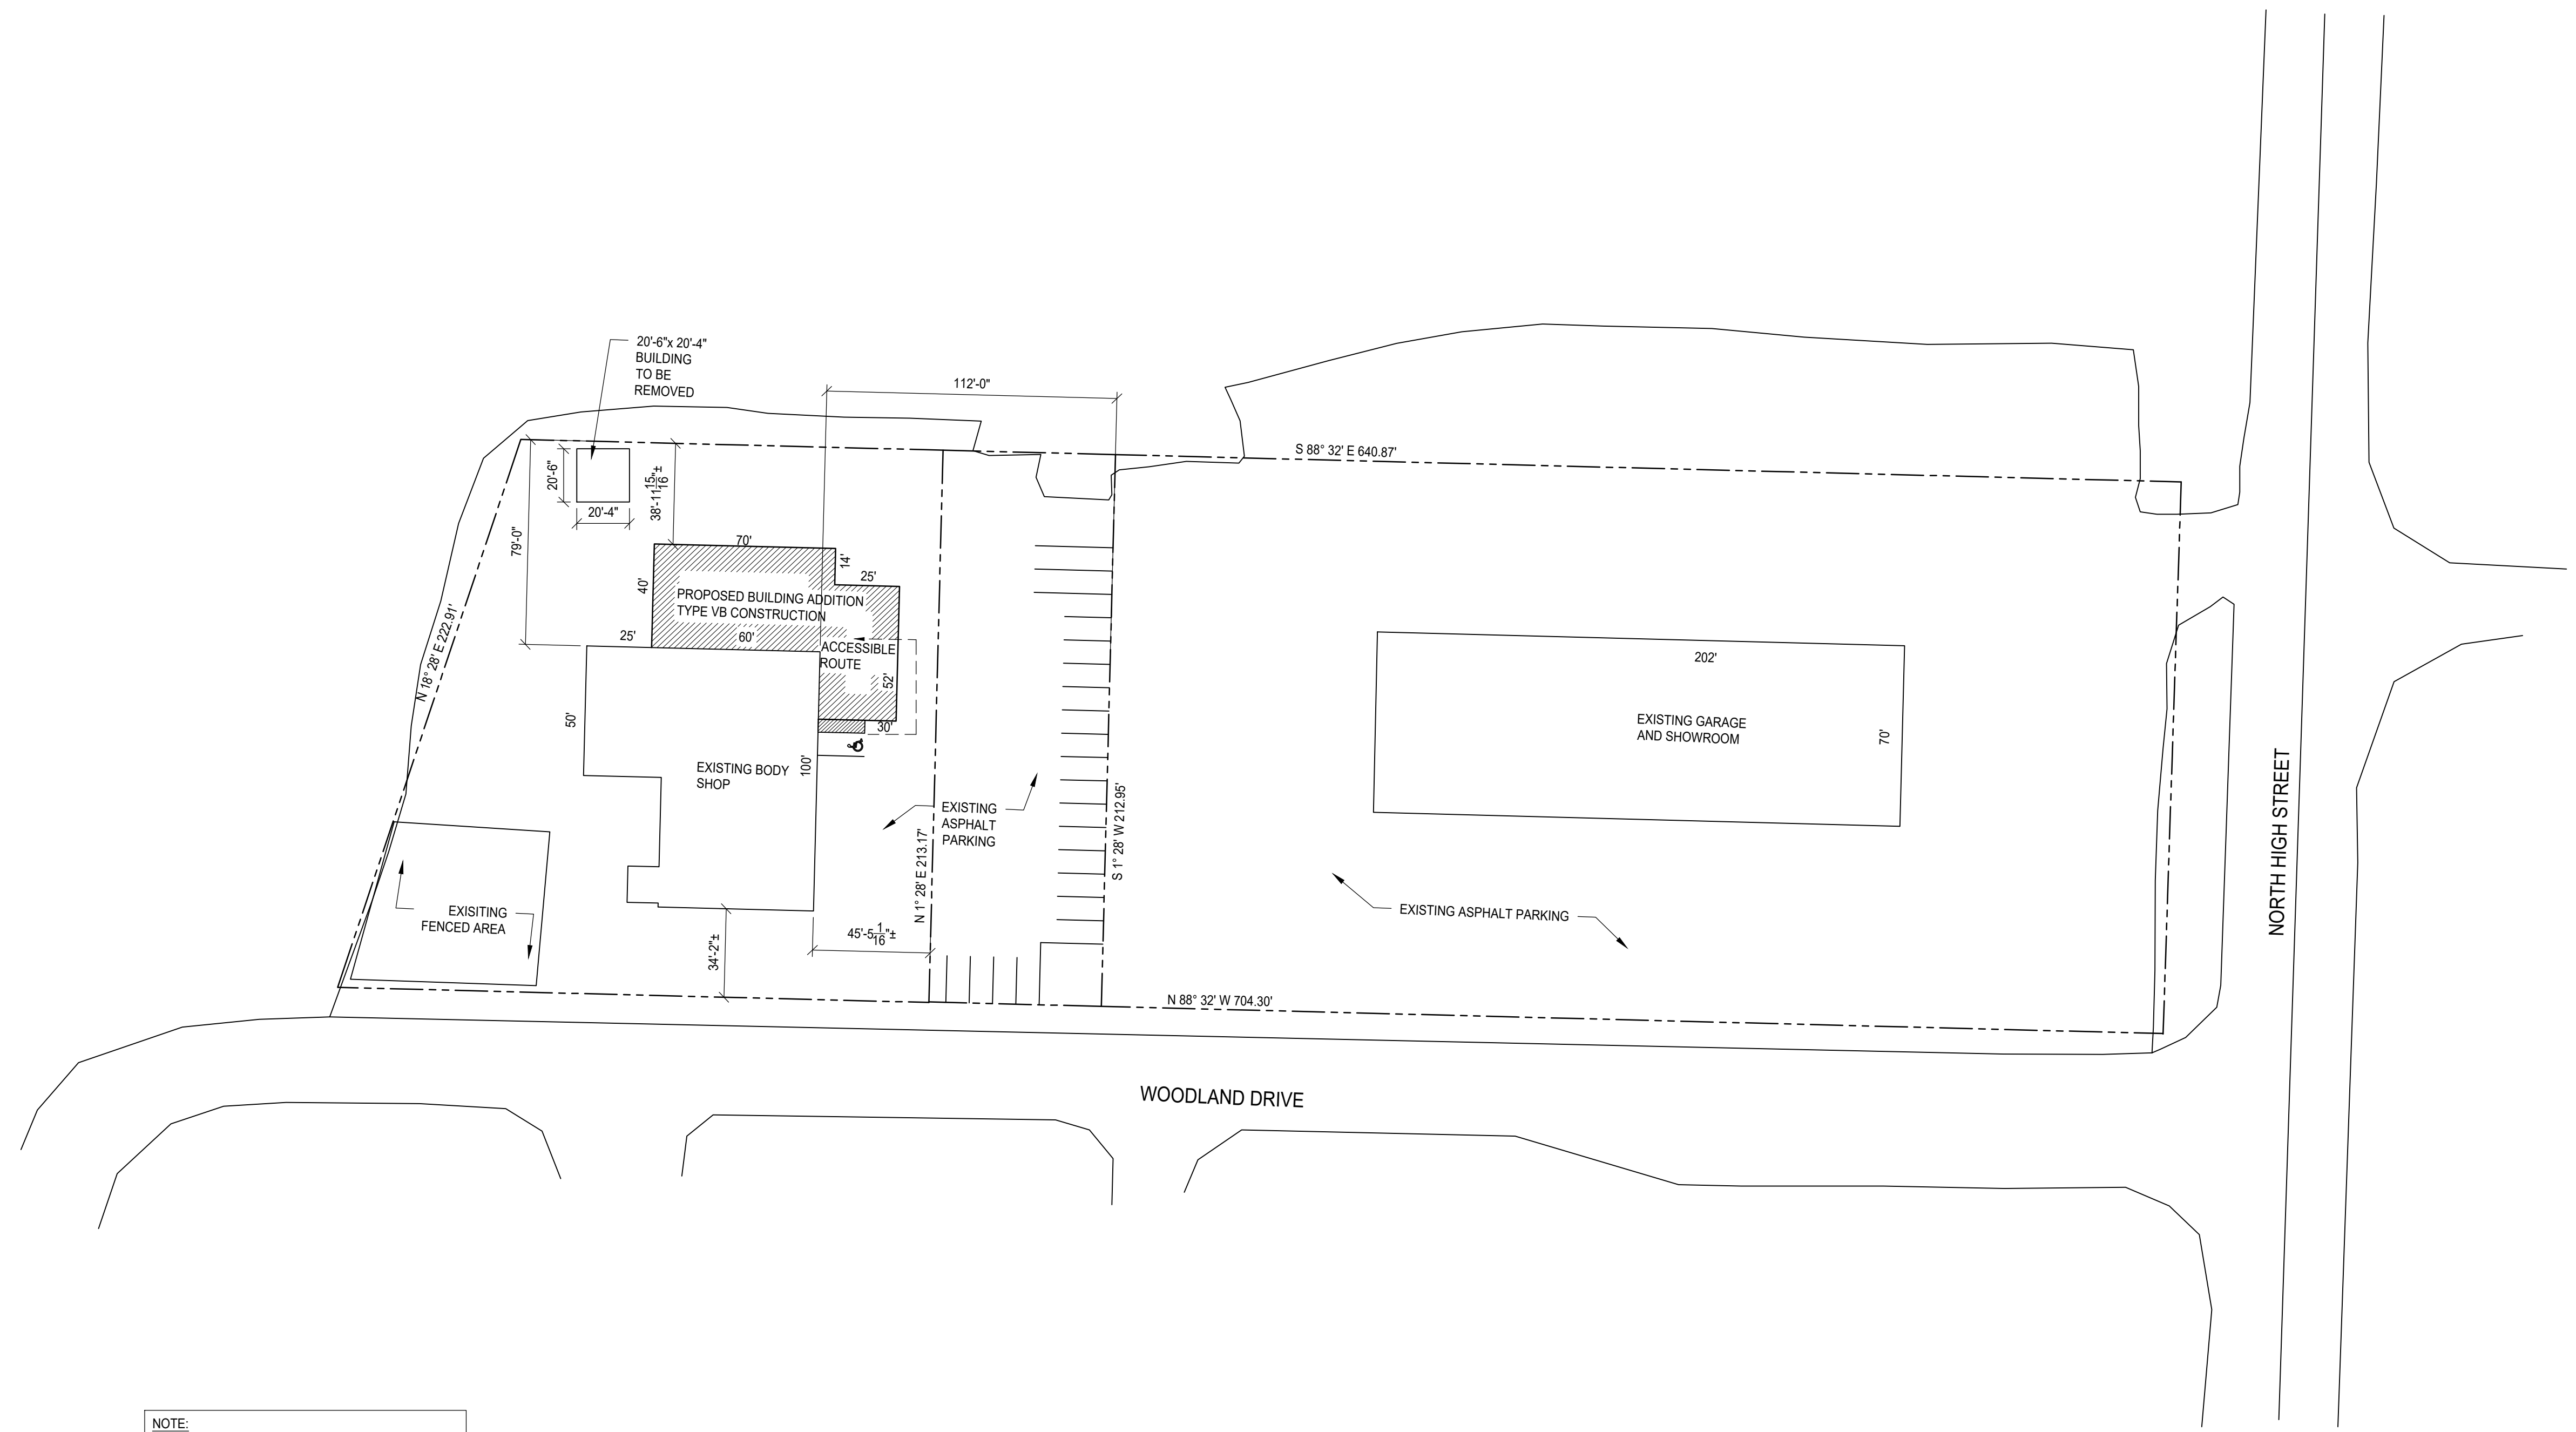 20'-6"x 20'-4"
BUILDING
TO BE
REMOVED
112'-0"
S 88° 32' E 640.87'
20'-6"
20'-4"
38'-11 15/16"±
79'-0"
70'
14'
25'
40'
PROPOSED BUILDING ADDITION
TYPE VB CONSTRUCTION
25'
60'
ACCESSIBLE
ROUTE
52'
30'
N 18° 28' E 222.91'
50'
100'
EXISTING BODY
SHOP
202'
70'
EXISTING GARAGE
AND SHOWROOM
EXISTING
ASPHALT
PARKING
N 1° 28' E 213.17'
S 1° 28' W 212.95'
EXISITING
FENCED AREA
34'-2"±
45'-5 1/16"±
EXISTING ASPHALT PARKING
N 88° 32' W 704.30'
NORTH HIGH STREET
WOODLAND DRIVE
NOTE: